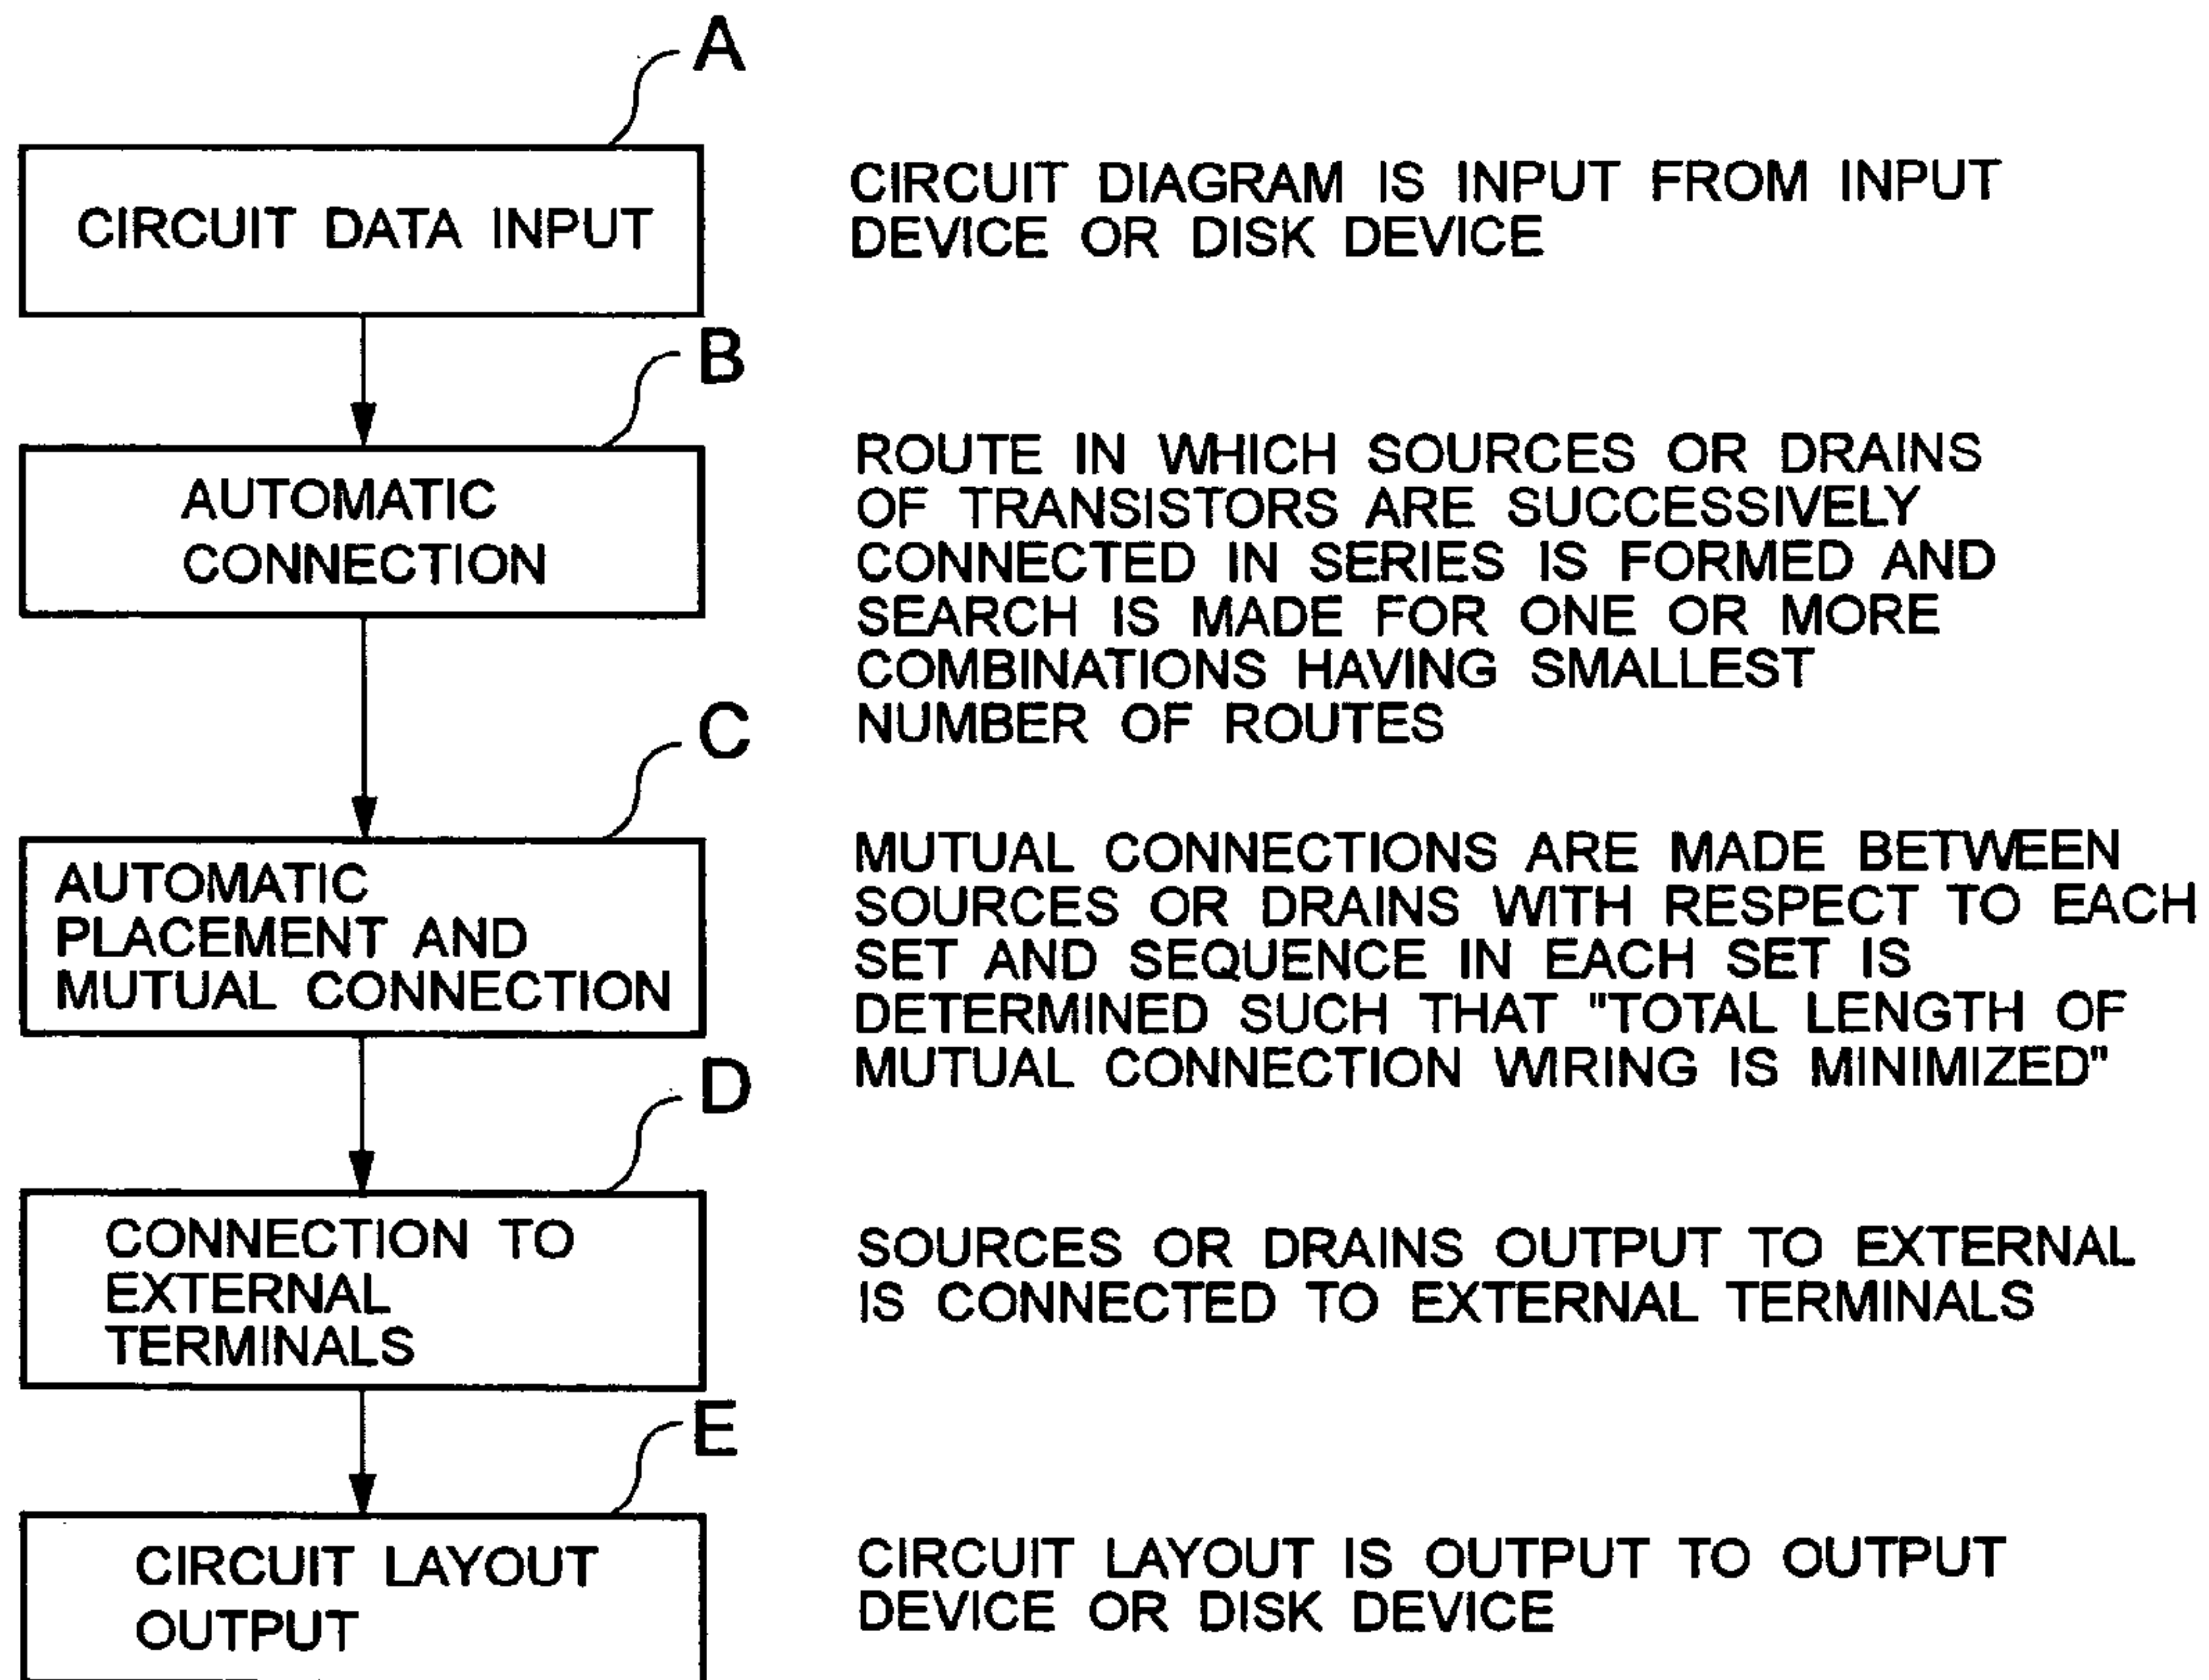 A
CIRCUIT DATA INPUT
CIRCUIT DIAGRAM IS INPUT FROM INPUT
DEVICE OR DISK DEVICE
B
AUTOMATIC
CONNECTION
ROUTE IN WHICH SOURCES OR DRAINS
OF TRANSISTORS ARE SUCCESSIVELY
CONNECTED IN SERIES IS FORMED AND
SEARCH IS MADE FOR ONE OR MORE
COMBINATIONS HAVING SMALLEST
NUMBER OF ROUTES
C
AUTOMATIC
PLACEMENT AND
MUTUAL CONNECTION
MUTUAL CONNECTIONS ARE MADE BETWEEN
SOURCES OR DRAINS WITH RESPECT TO EACH
SET AND SEQUENCE IN EACH SET IS
DETERMINED SUCH THAT "TOTAL LENGTH OF
MUTUAL CONNECTION WIRING IS MINIMIZED"
D
CONNECTION TO
EXTERNAL
TERMINALS
SOURCES OR DRAINS OUTPUT TO EXTERNAL
IS CONNECTED TO EXTERNAL TERMINALS
E
CIRCUIT LAYOUT
OUTPUT
CIRCUIT LAYOUT IS OUTPUT TO OUTPUT
DEVICE OR DISK DEVICE